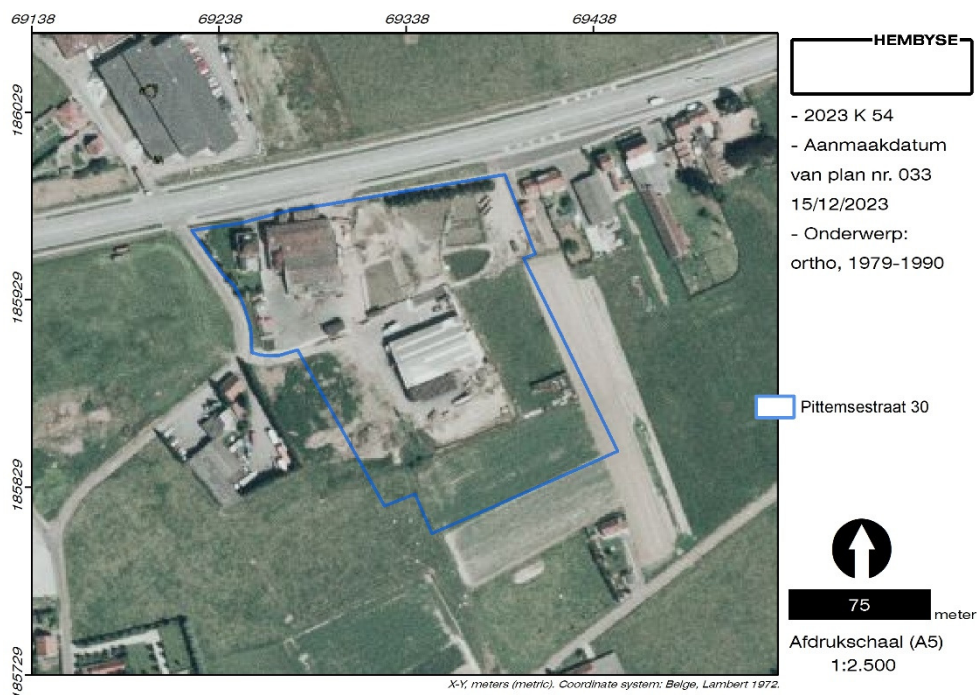 69138 69238 69338 69438
186029
185929
185829
185729
HEMBYSE
- 2023 K 54
- Aanmaakdatum
van plan nr. 033
15/12/2023
- Onderwerp:
ortho, 1979-1990
Pittemsestraat 30
75 meter
Afdrukschaal (A5)
1:2.500
X-Y, meters (metric). Coordinate system: Belge, Lambert 1972.